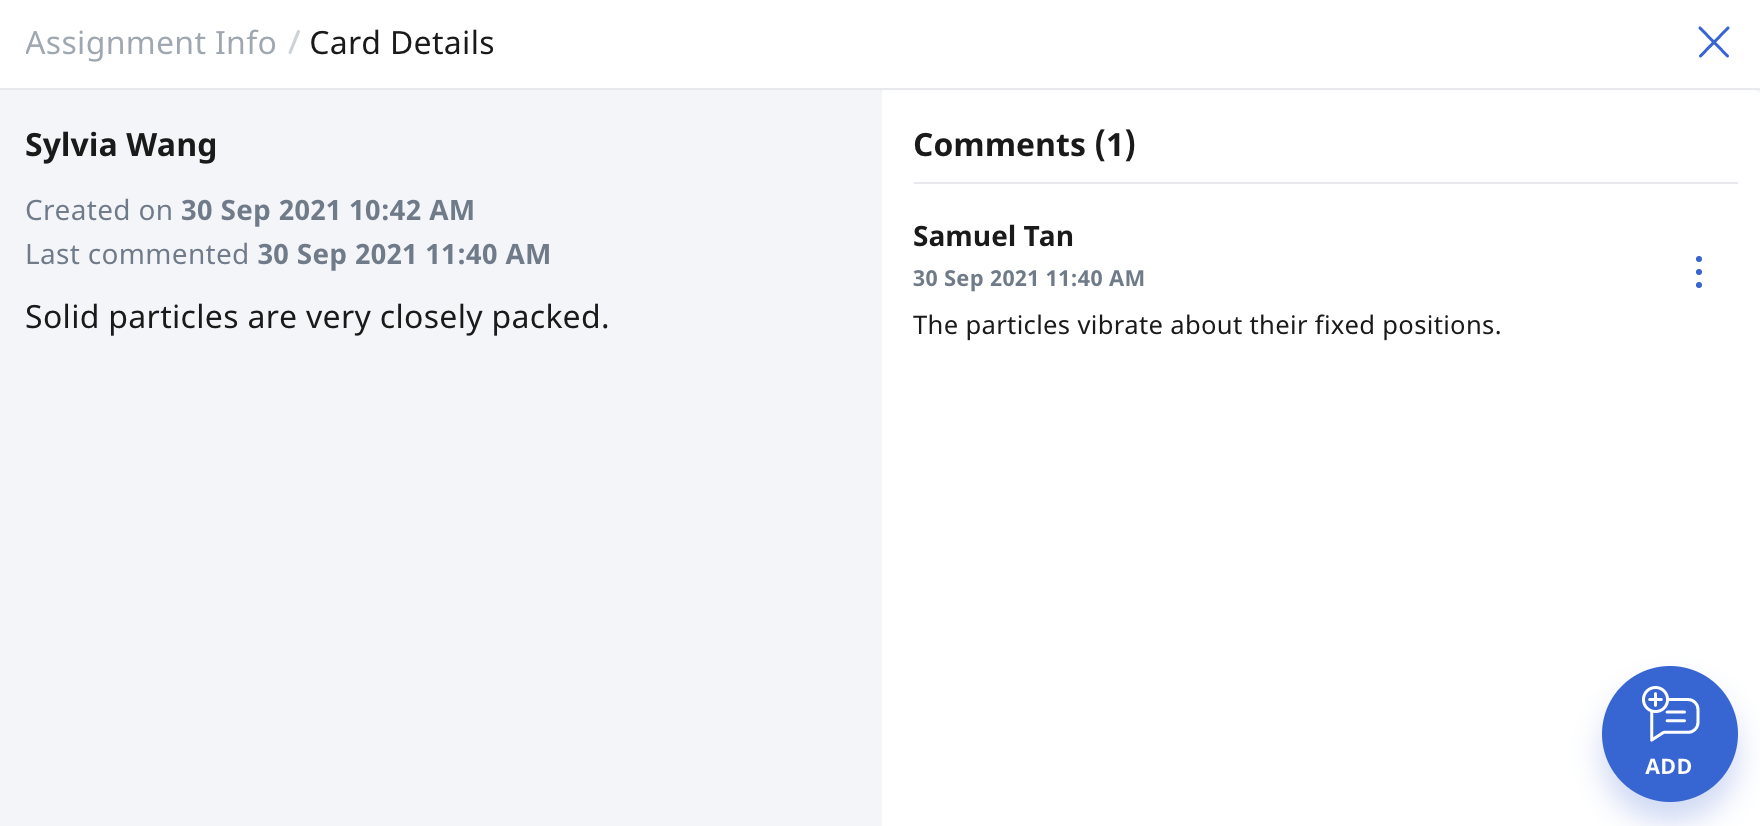 Assignment Info / Card Details
Sylvia Wang
Created on 30 Sep 2021 10:42 AM
Last commented 30 Sep 2021 11:40 AM
Solid particles are very closely packed.
Comments (1)
Samuel Tan
30 Sep 2021 11:40 AM
The particles vibrate about their fixed positions.
ADD